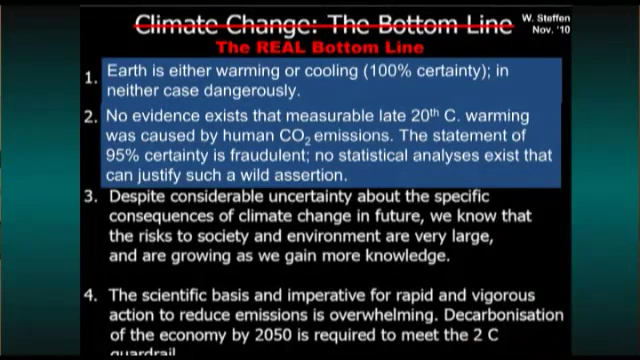 Climate Change: The Bottom Line
W. Steffen
Nov. '10
The REAL Bottom Line
1. Earth is either warming or cooling (100% certainty); in
neither case dangerously.
2. No evidence exists that measurable late 20th C. warming
was caused by human CO2 emissions. The statement of
95% certainty is fraudulent; no statistical analyses exist that
can justify such a wild assertion.
3. Despite considerable uncertainty about the specific
consequences of climate change in future, we know that
the risks to society and environment are very large,
and are growing as we gain more knowledge.
4. The scientific basis and imperative for rapid and vigorous
action to reduce emissions is overwhelming. Decarbonisation
of the economy by 2050 is required to meet the 2 C
guardrail